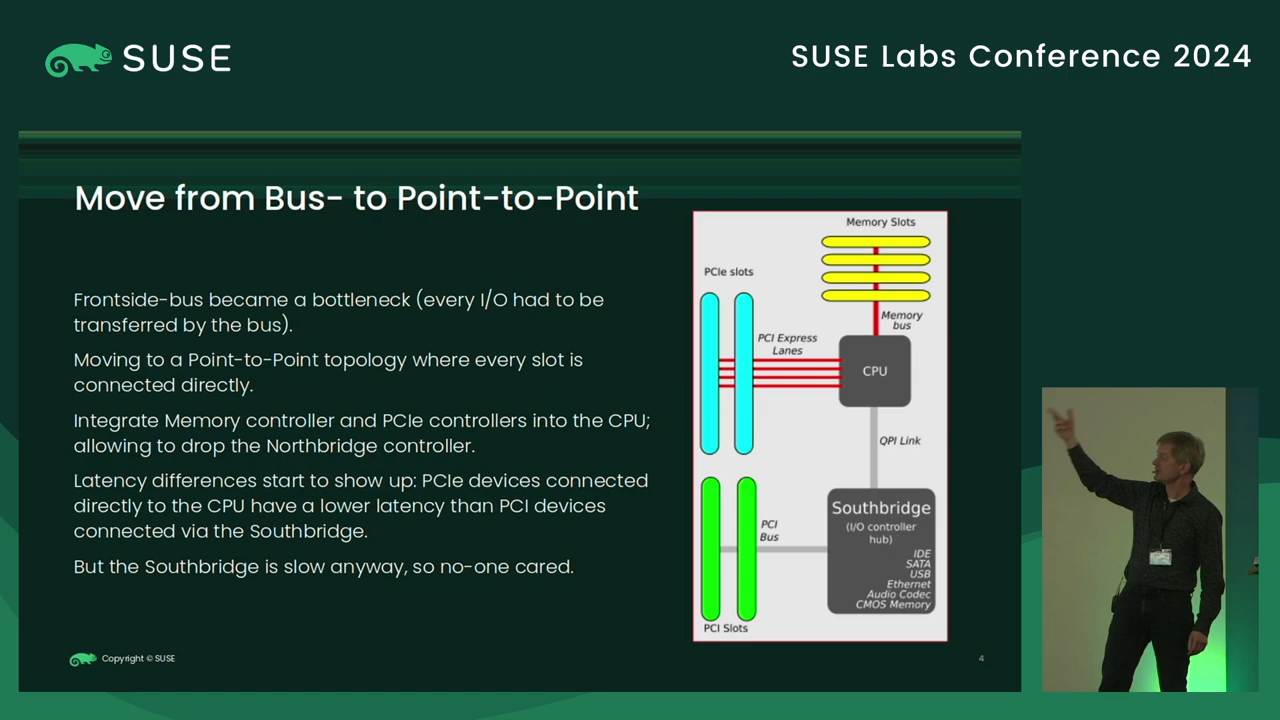 SUSE
SUSE Labs Conference 2024
Move from Bus- to Point-to-Point
Frontside-bus became a bottleneck (every I/O had to be
transferred by the bus).
Moving to a Point-to-Point topology where every slot is
connected directly.
Integrate Memory controller and PCIe controllers into the CPU;
allowing to drop the Northbridge controller.
Latency differences start to show up: PCIe devices connected
directly to the CPU have a lower latency than PCI devices
connected via the Southbridge.
But the Southbridge is slow anyway, so no-one cared.
Memory Slots
PCIe slots
Memory
bus
PCI Express
Lanes
CPU
QPI Link
Southbridge
(I/O controller
hub)
PCI
Bus
IDE
SATA
USB
Ethernet
Audio Codec
CMOS Memory
PCI Slots
Copyright © SUSE
4